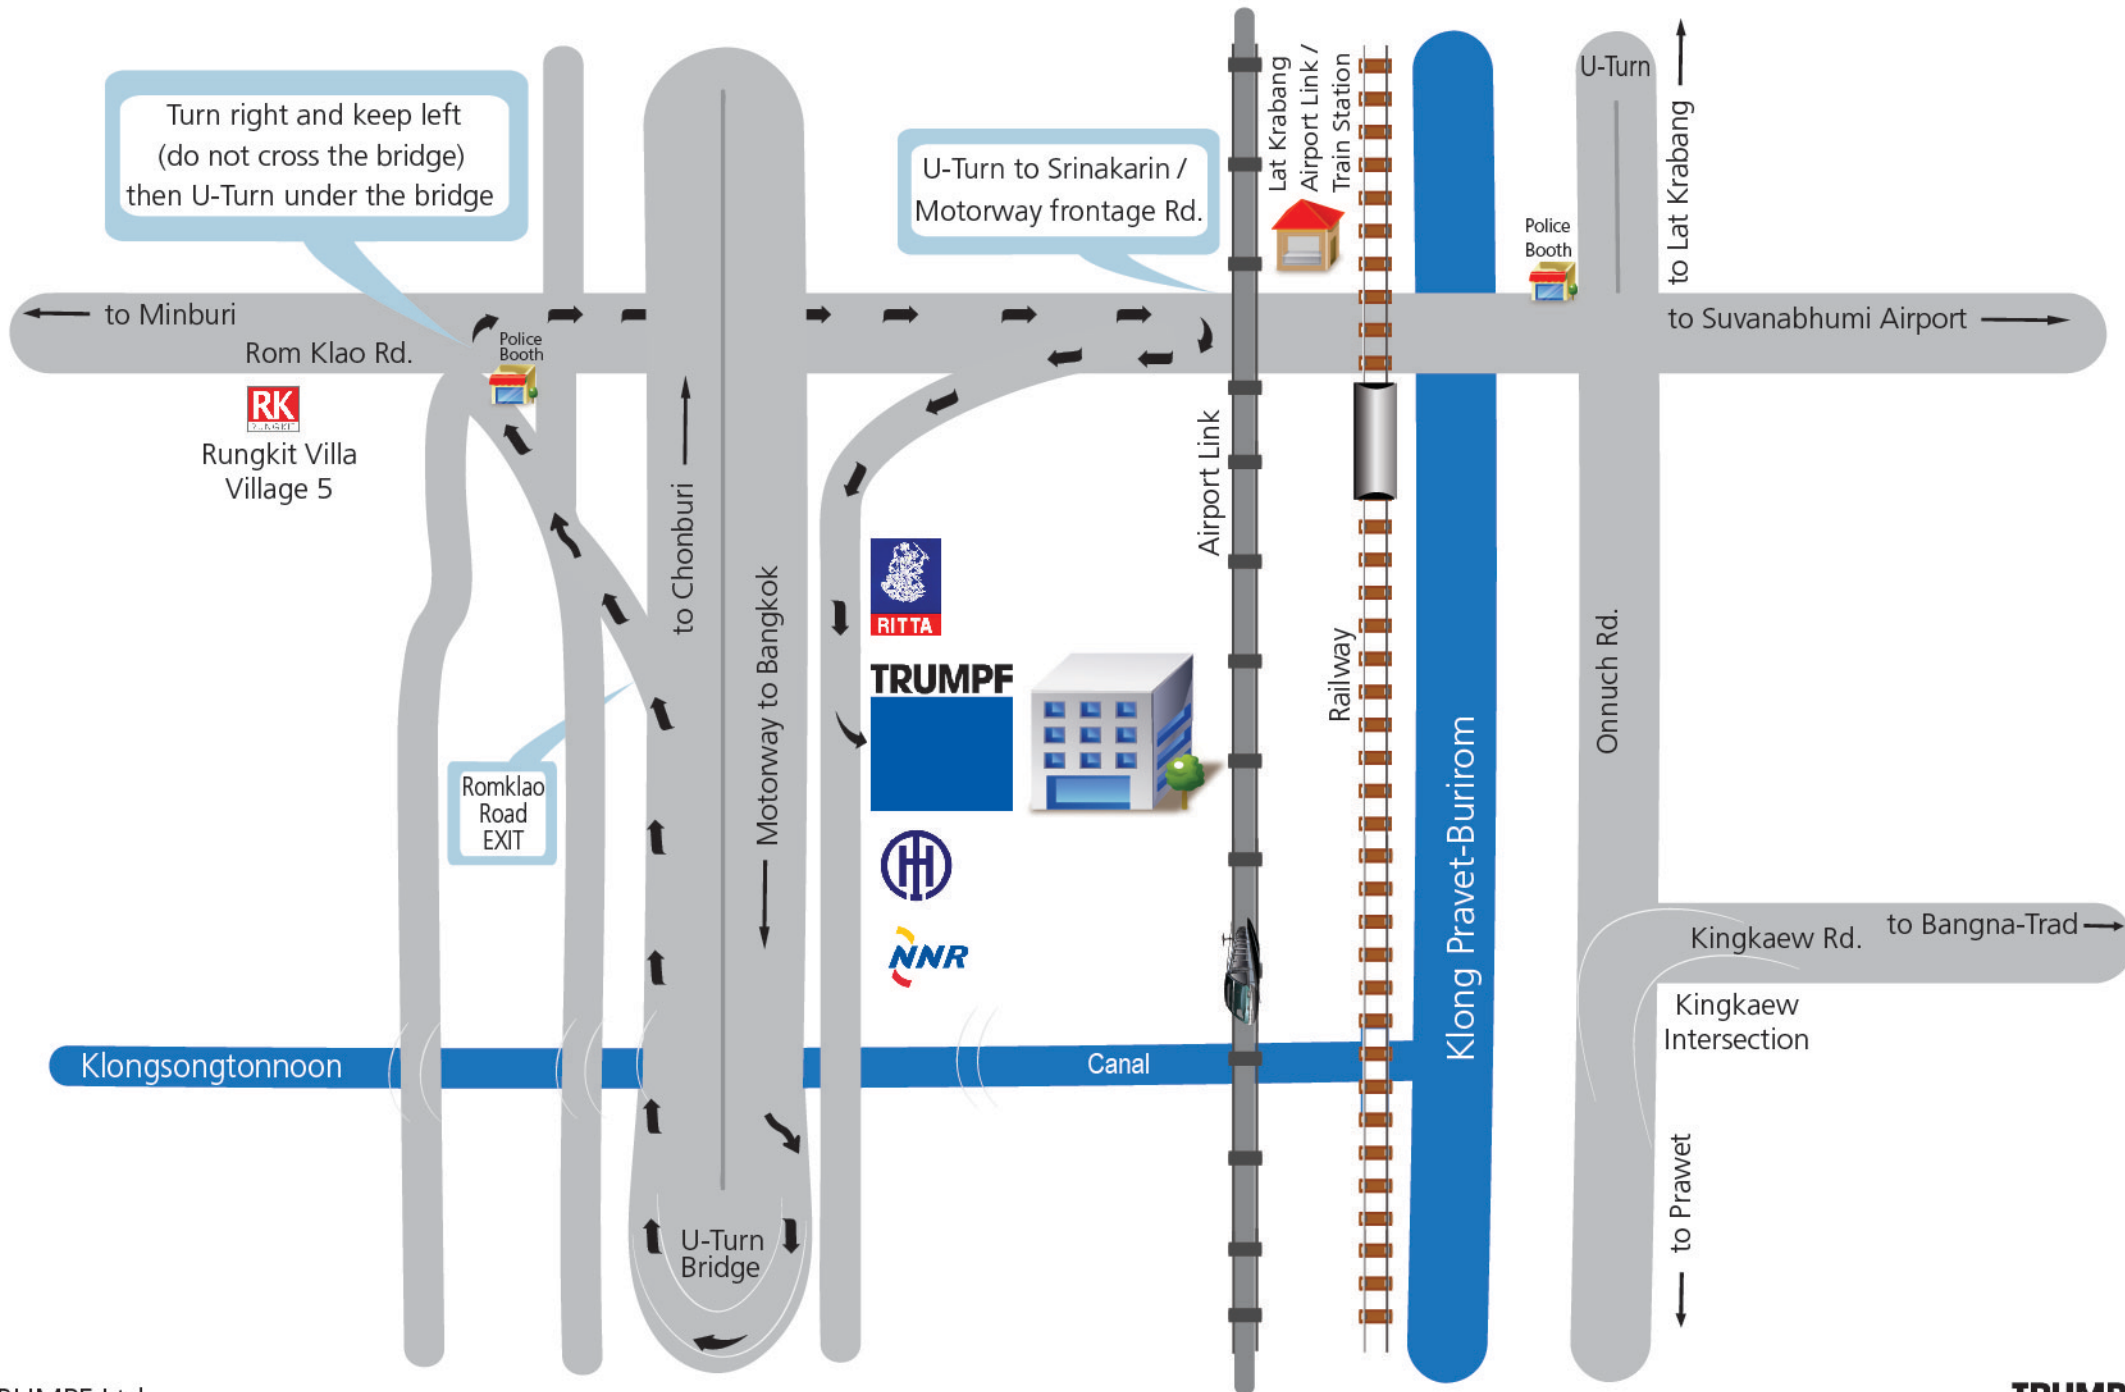 U-Turn
to Lat Krabang
Lat Krabang
Airport Link /
Train Station
Turn right and keep left
(do not cross the bridge)
then U-Turn under the bridge
U-Turn to Srinakarin /
Motorway frontage Rd.
Police
Booth
to Minburi
to Suvanabhumi Airport
Rom Klao Rd.
Police
Booth
RK
RUNGKIT
Rungkit Villa
Village 5
to Chonburi
Motorway to Bangkok
Airport Link
RITTA
TRUMPF
Railway
Onnuch Rd.
Klong Pravet-Burirom
Romklao
Road
EXIT
NNR
Kingkaew Rd.
to Bangna-Trad
Kingkaew
Intersection
Klongsongtonnoon
Canal
to Prawet
U-Turn
Bridge